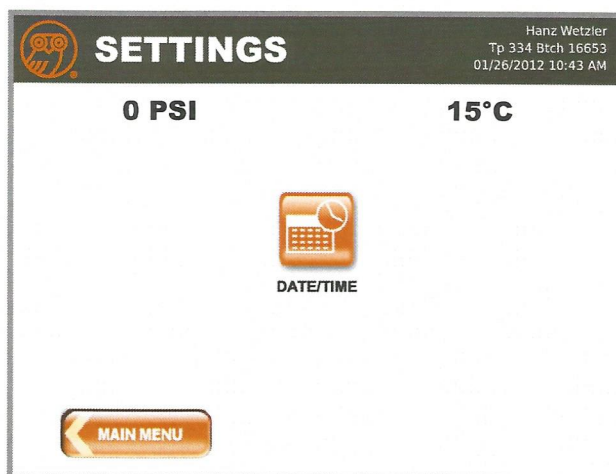 SETTINGS
Hanz Wetzler
Tp 334 Btch 16653
01/26/2012 10:43 AM
0 PSI
15°C
DATE/TIME
MAIN MENU